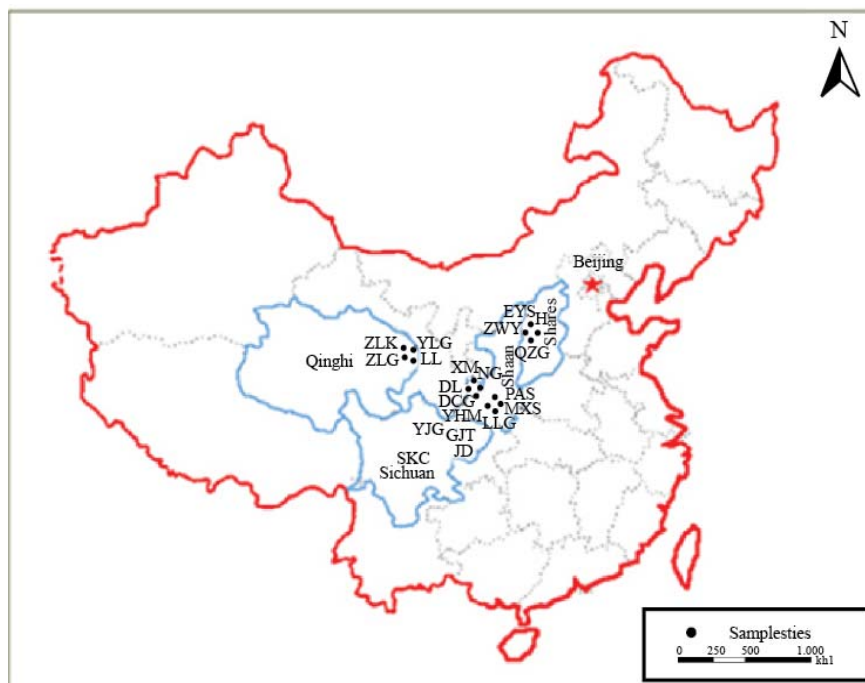 N
Beijing
EYS H
ZWY
QZG
Shares
Shaan
ZLK YLG
ZLG LL
Qinghi
XM NG
DL
DCG
PAS
MXS
YHM
LLG
YJG
GJT
JD
SKC
Sichuan
Samplesties
0 250 500 1.000
kh1